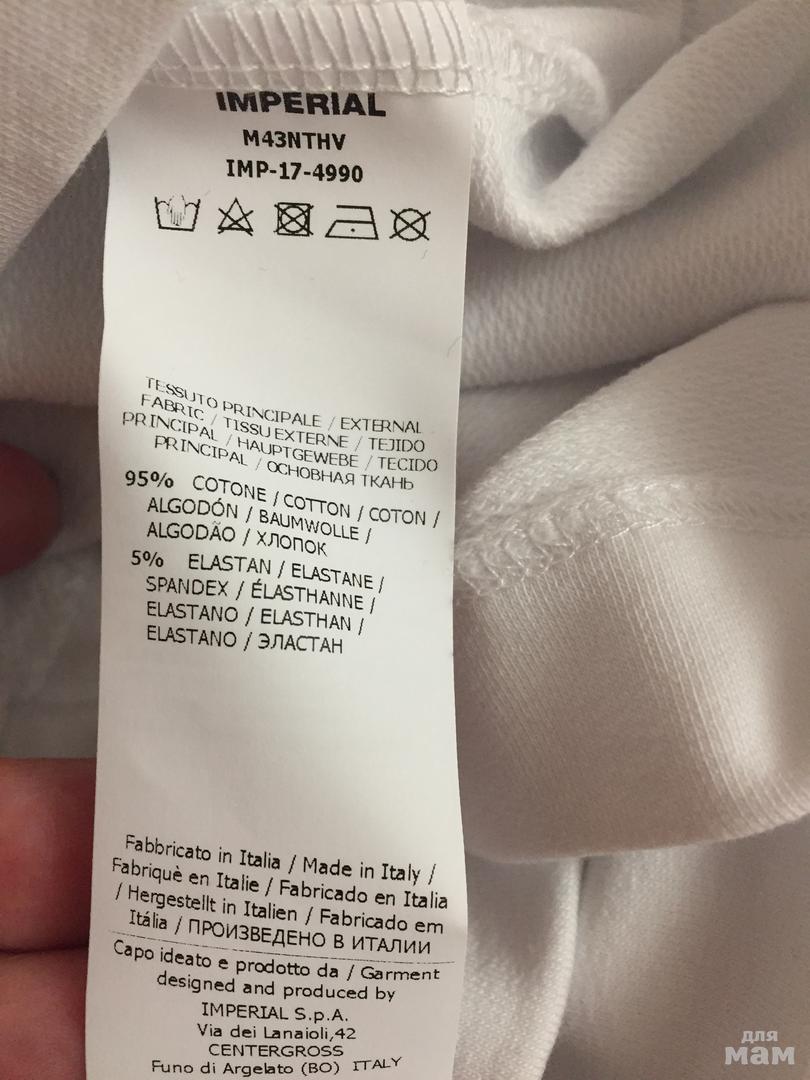 IMPERIAL
M43NTHV
IMP-17-4990
TESSUTO PRINCIPALE / EXTERNAL
FABRIC / TISSU EXTERNE / TEJIDO
PRINCIPAL / HAUPTGEWEBE / TECIDO
PRINCIPAL / ОСНОВНАЯ ТКАНЬ
95% COTONE / COTTON / COTON /
ALGODÓN / BAUMWOLLE /
ALGODÃO / ХЛОПОК
5% ELASTAN / ELASTANE /
SPANDEX / ÉLASTHANNE /
ELASTANO / ELASTHAN /
ELASTANO / ЭЛАСТАН
Fabbricato in Italia / Made in Italy /
Fabriquè en Italie / Fabricado en Italia
/ Hergestellt in Italien / Fabricado em
Itália / ПРОИЗВЕДЕНО В ИТАЛИИ
Capo ideato e prodotto da / Garment
designed and produced by
IMPERIAL S.p.A.
Via dei Lanaioli,42
CENTERGROSS
Funo di Argelato (BO) ITALY
для
мам